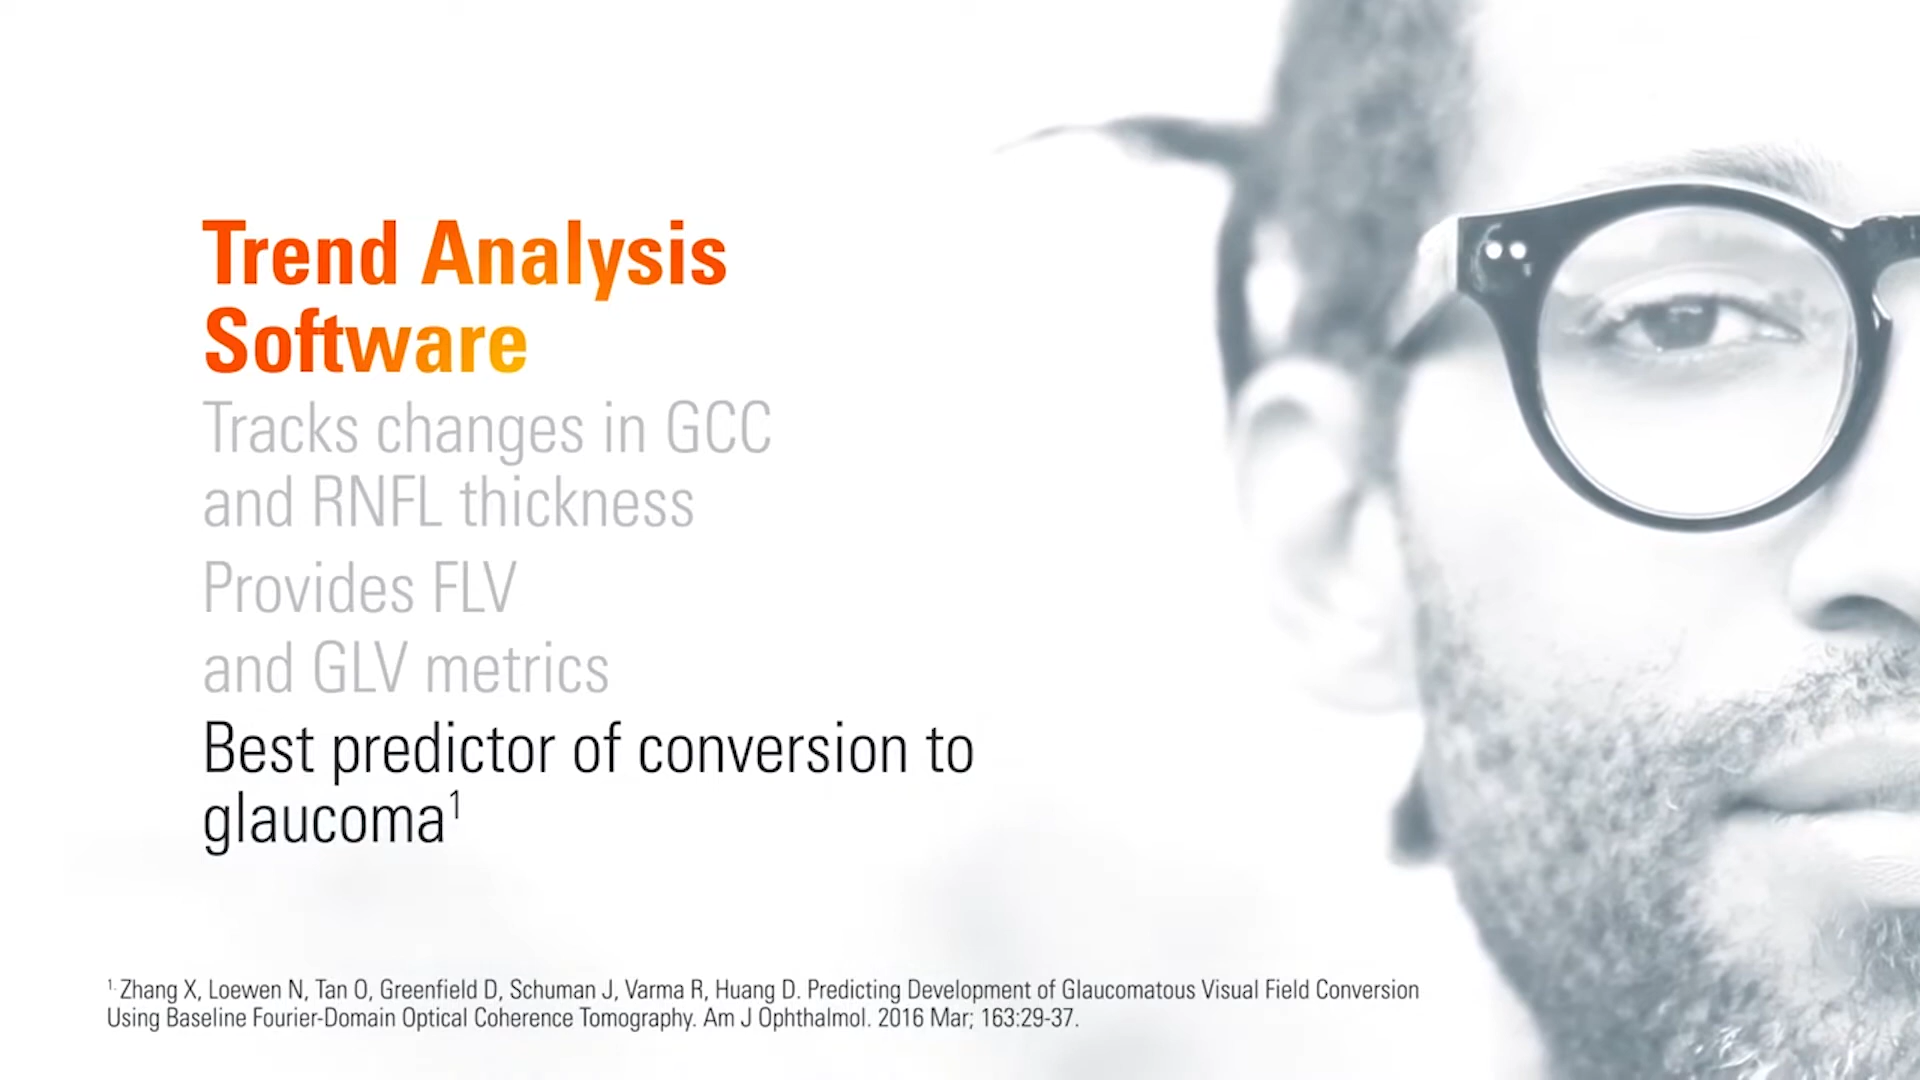 Trend Analysis
Software
Tracks changes in GCC
and RNFL thickness
Provides FLV
and GLV metrics
Best predictor of conversion to
glaucoma¹
¹· Zhang X, Loewen N, Tan O, Greenfield D, Schuman J, Varma R, Huang D. Predicting Development of Glaucomatous Visual Field Conversion
Using Baseline Fourier-Domain Optical Coherence Tomography. Am J Ophthalmol. 2016 Mar; 163:29-37.